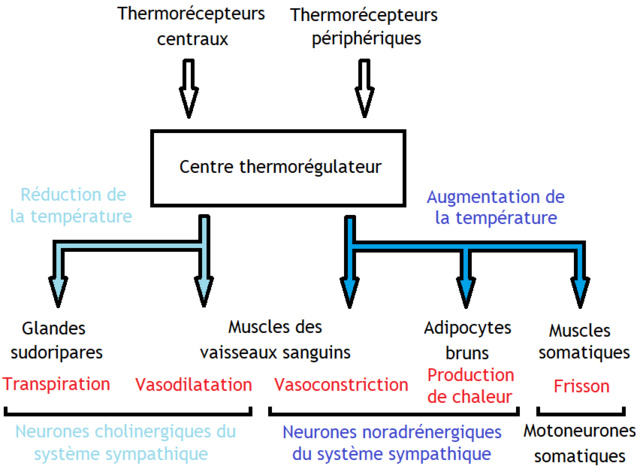 Thermorécepteurs
centraux
Thermorécepteurs
périphériques
Centre thermorégulateur
Réduction de
la température
Augmentation de
la température
Glandes
sudoripares
Muscles des
vaisseaux sanguins
Adipocytes
bruns
Muscles
somatiques
Transpiration
Vasodilatation
Vasoconstriction
Production
de chaleur
Frisson
Neurones cholinergiques du
système sympathique
Neurones noradrénergiques
du système sympathique
Motoneurones
somatiques